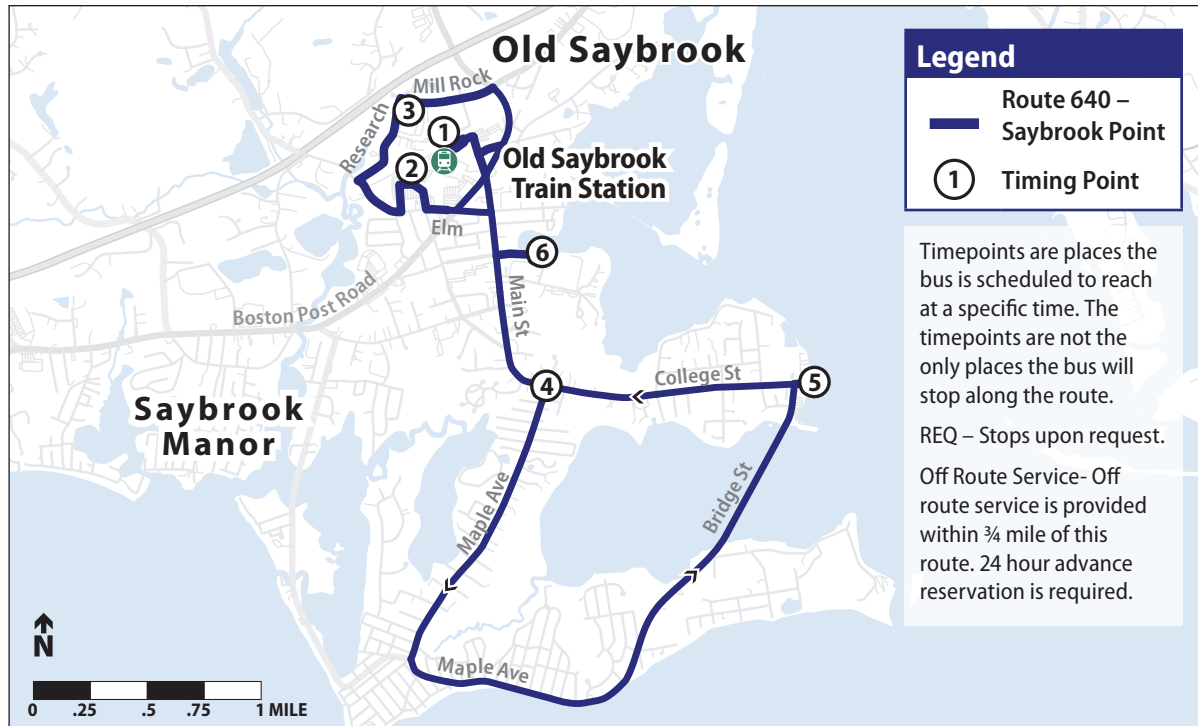 Old Saybrook
Mill Rock
Research
3
1
2
Old Saybrook
Train Station
Elm
6
Main St
Boston Post Road
4
College St
5
Saybrook
Manor
Maple Ave
Bridge St
Maple Ave
N
0 .25 .5 .75 1 MILE
Legend
Route 640 –
Saybrook Point
1 Timing Point
Timepoints are places the
bus is scheduled to reach
at a specific time. The
timepoints are not the
only places the bus will
stop along the route.
REQ – Stops upon request.
Off Route Service- Off
route service is provided
within ¾ mile of this
route. 24 hour advance
reservation is required.